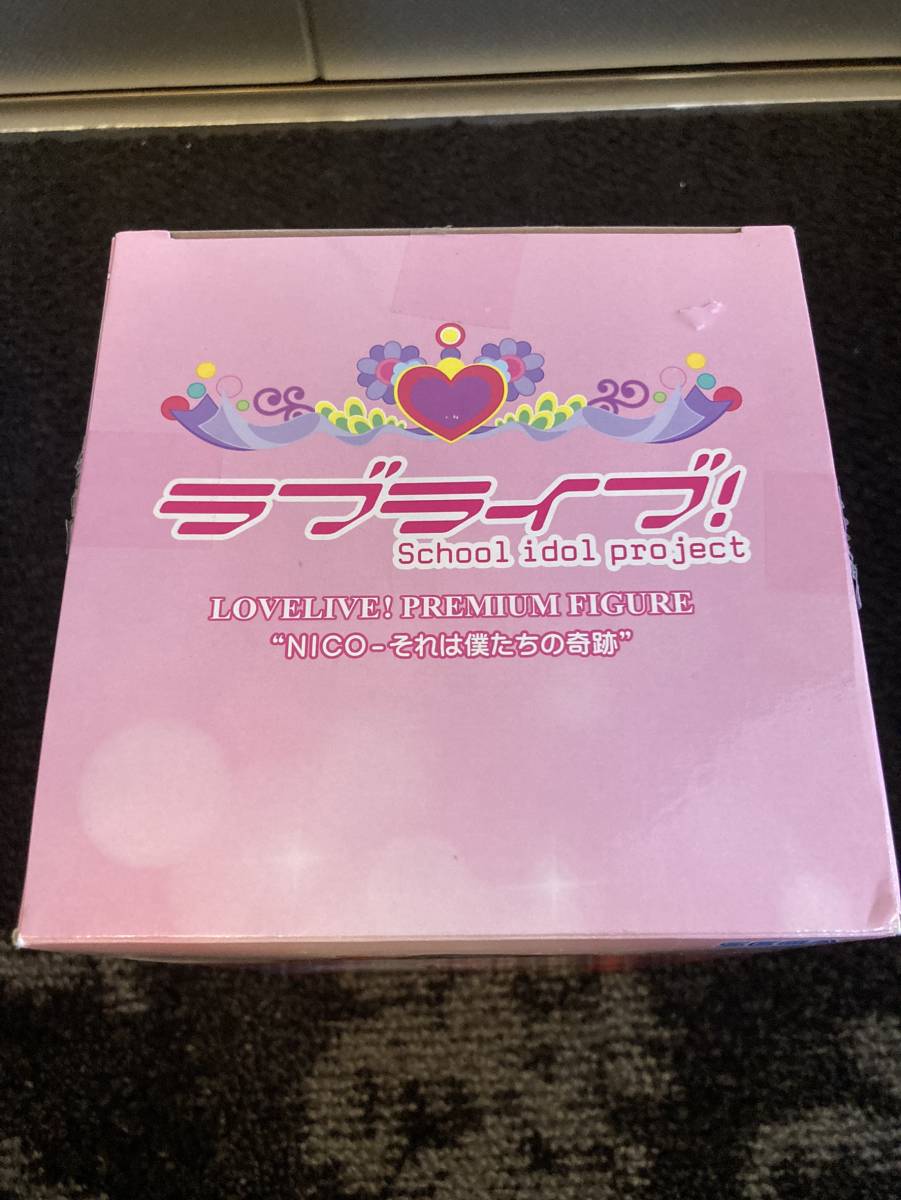 ラブライブ!
School idol project
LOVELIVE! PREMIUM FIGURE
“NICO-それは僕たちの奇跡”